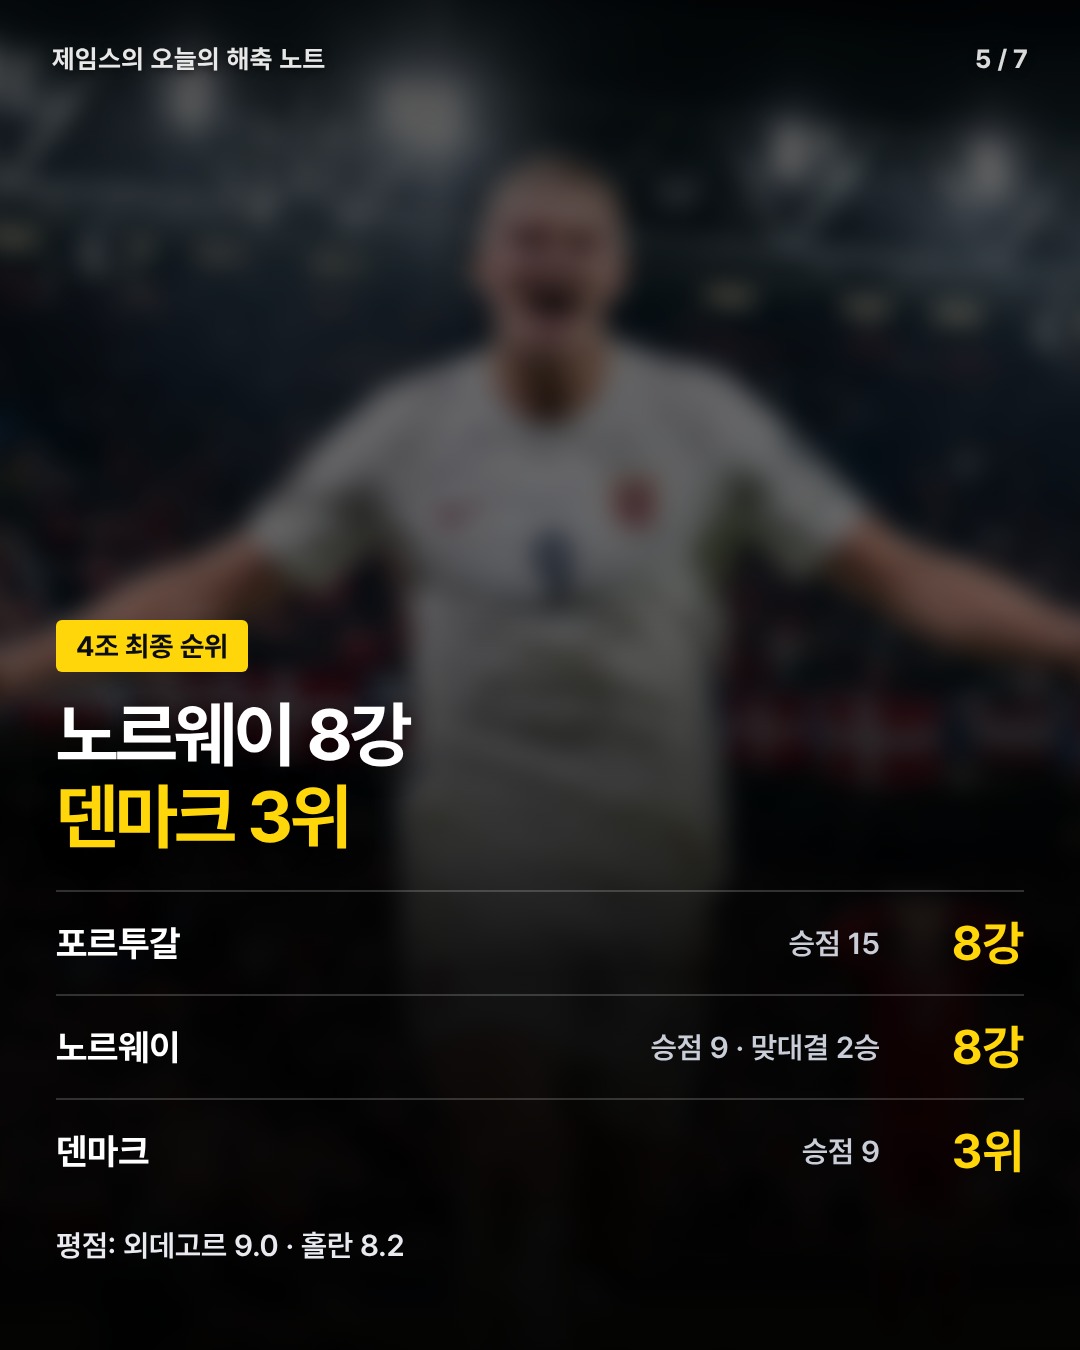 제임스의 오늘의 해축 노트
5 / 7
4조 최종 순위
노르웨이 8강
덴마크 3위
포르투갈 승점 15 8강
노르웨이 승점 9 · 맞대결 2승 8강
덴마크 승점 9 3위
평점: 외데고르 9.0 · 홀란 8.2